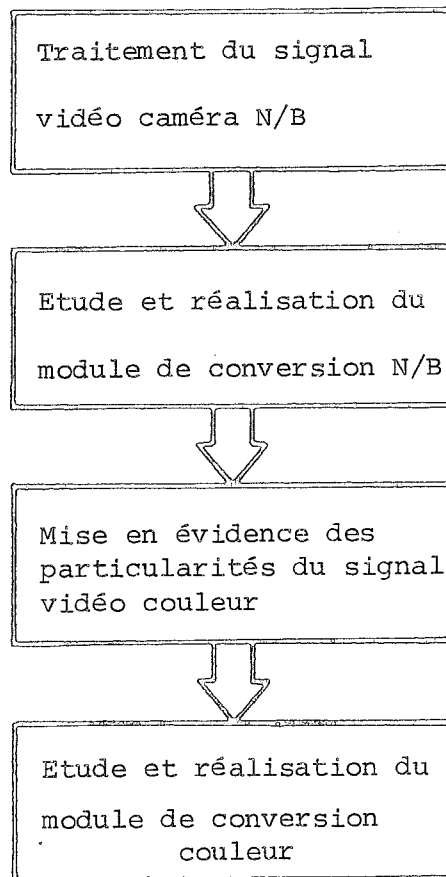 Traitement du signal
vidéo caméra N/B
Etude et réalisation du
module de conversion N/B
Mise en évidence des
particularités du signal
vidéo couleur
Etude et réalisation du
module de conversion
couleur